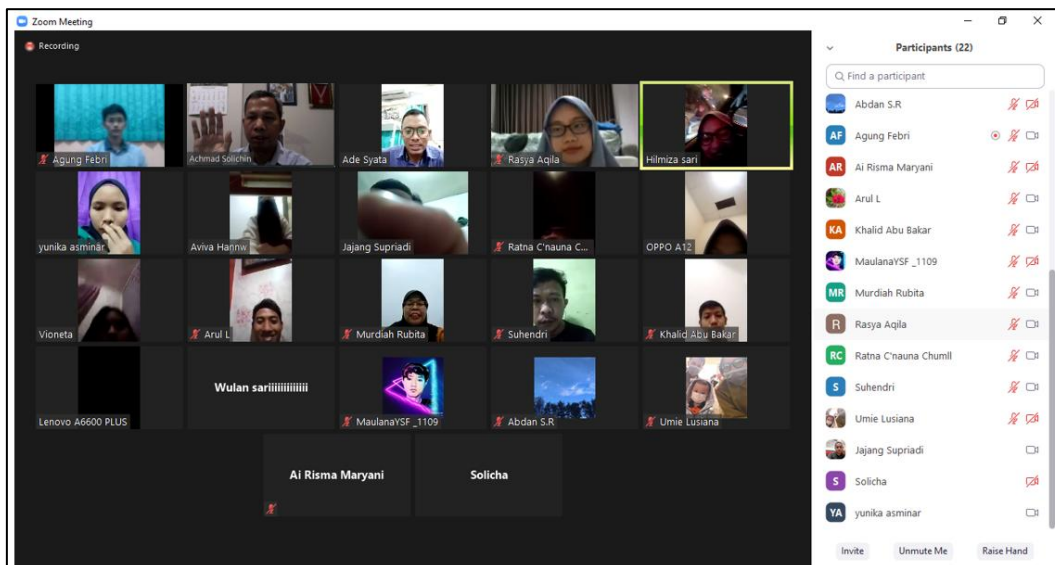 Zoom Meeting
Recording
Participants (22)
Find a participant
Agung Febri
Achmad Solichin
Ade Syata
Rasya Aqila
Hilmiza sari
yunika asminar
Aviva Hannw
Jajang Supriadi
Ratna C'nauna C...
OPPO A12
Vioneta
Arul L
Murdiah Rubita
Suhendri
Khalid Abu Bakar
Lenovo A6600 PLUS
Wulan sariiiiiiiiiiiiii
MaulanaYSF _1109
Abdan S.R
Umie Lusiana
Ai Risma Maryani
Solicha
Abdan S.R
AF Agung Febri
AR Ai Risma Maryani
Arul L
KA Khalid Abu Bakar
MaulanaYSF _1109
MR Murdiah Rubita
R Rasya Aqila
RC Ratna C'nauna Chumll
S Suhendri
Umie Lusiana
Jajang Supriadi
S Solicha
YA yunika asminar
Invite Unmute Me Raise Hand